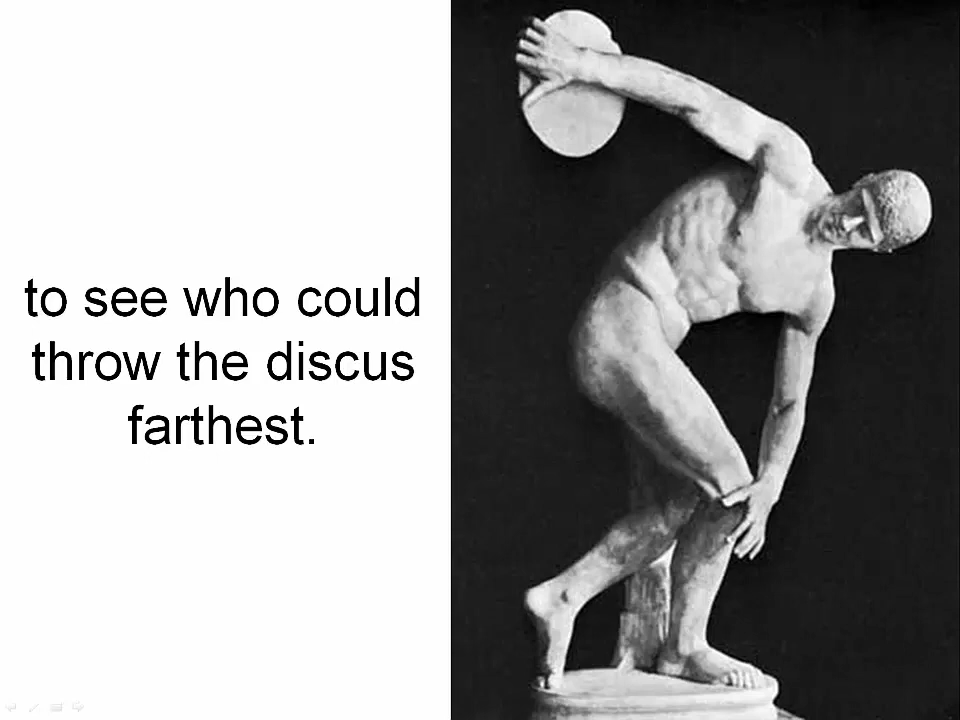 to see who could
throw the discus
farthest.